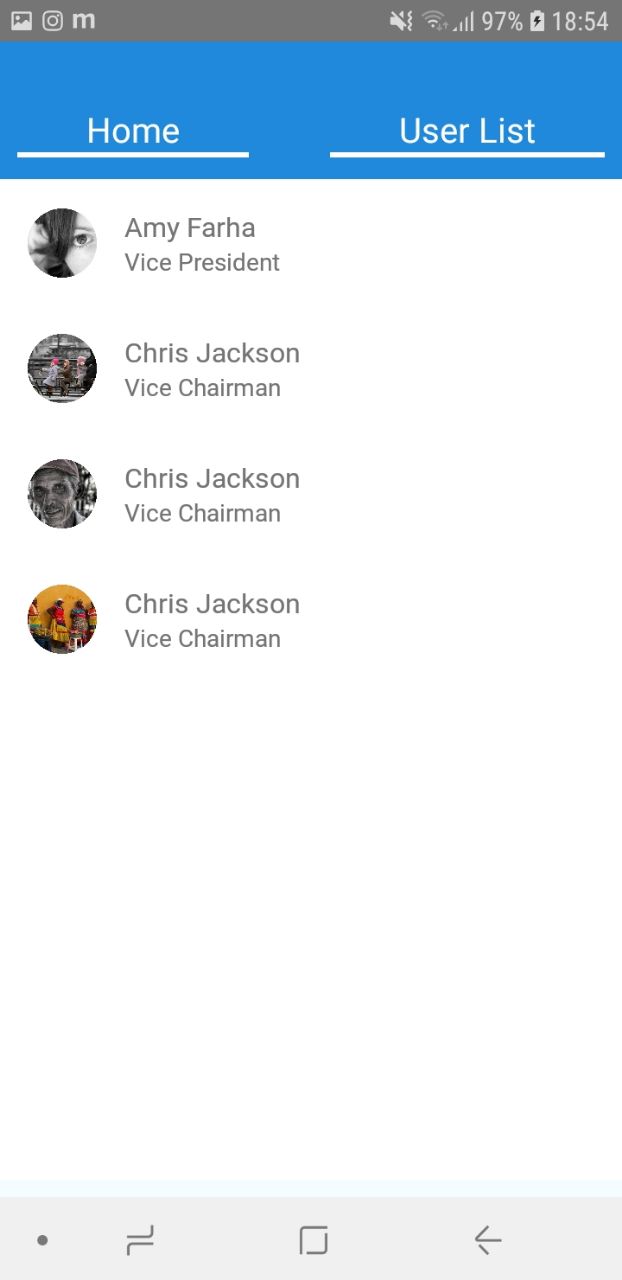 m 97% 18:54
Home User List
Amy Farha
Vice President
Chris Jackson
Vice Chairman
Chris Jackson
Vice Chairman
Chris Jackson
Vice Chairman